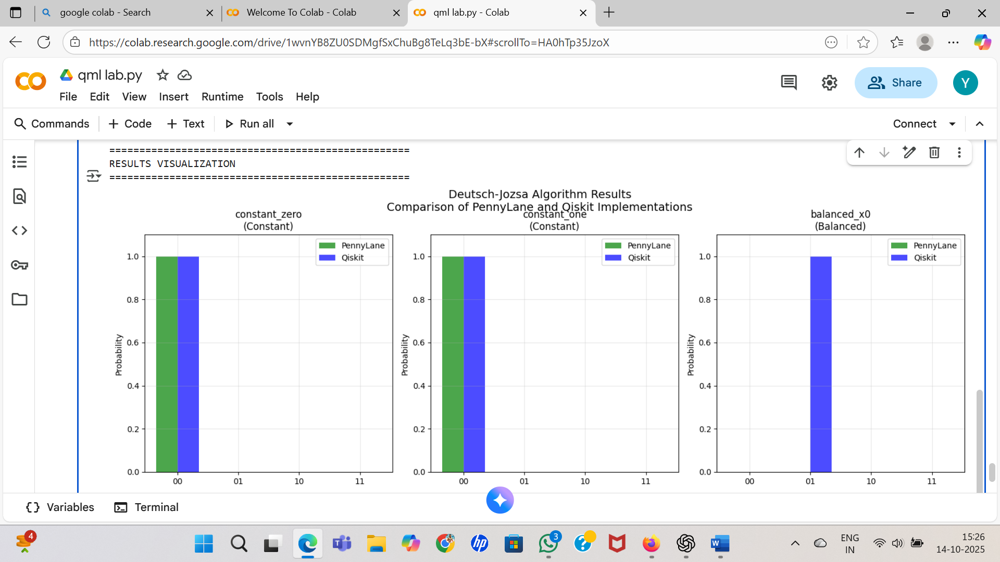 google colab - Search
Welcome To Colab - Colab
qml lab.py - Colab
https://colab.research.google.com/drive/1wvnYB8ZU0SDMgfSxChuBg8TeLq3bE-bX#scrollTo=HA0hTp35JzoX
qml lab.py
Share
Y
File Edit View Insert Runtime Tools Help
Commands + Code + Text Run all Connect
==================================================
RESULTS VISUALIZATION
==================================================
Deutsch-Jozsa Algorithm Results
Comparison of PennyLane and Qiskit Implementations
constant_zero
(Constant)
PennyLane
Qiskit
Probability
1.0
0.8
0.6
0.4
0.2
0.0
00 01 10 11
constant_one
(Constant)
PennyLane
Qiskit
Probability
1.0
0.8
0.6
0.4
0.2
0.0
00 01 10 11
balanced_x0
(Balanced)
PennyLane
Qiskit
Probability
1.0
0.8
0.6
0.4
0.2
0.0
00 01 10 11
{} Variables Terminal
4
hp
3
?
W
ENG
IN
15:26
14-10-2025